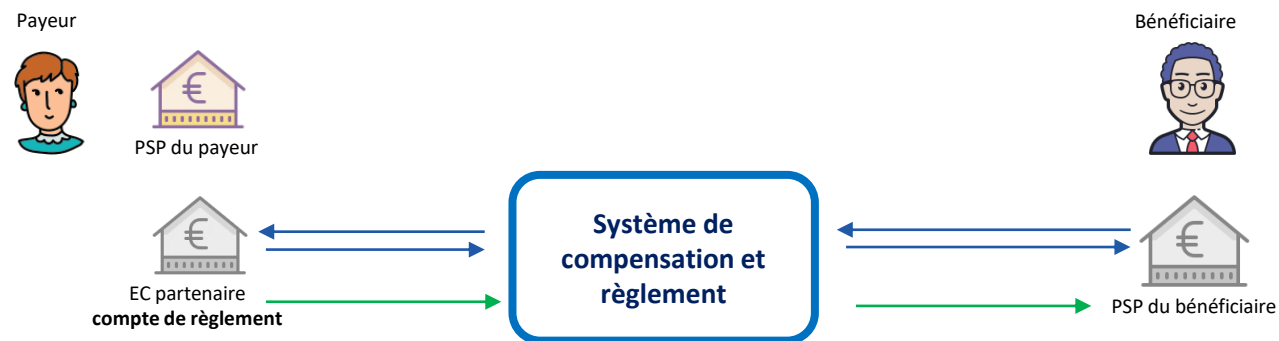 Payeur
Bénéficiaire
€
PSP du payeur
€
Système de
compensation et
règlement
€
EC partenaire
compte de règlement
PSP du bénéficiaire